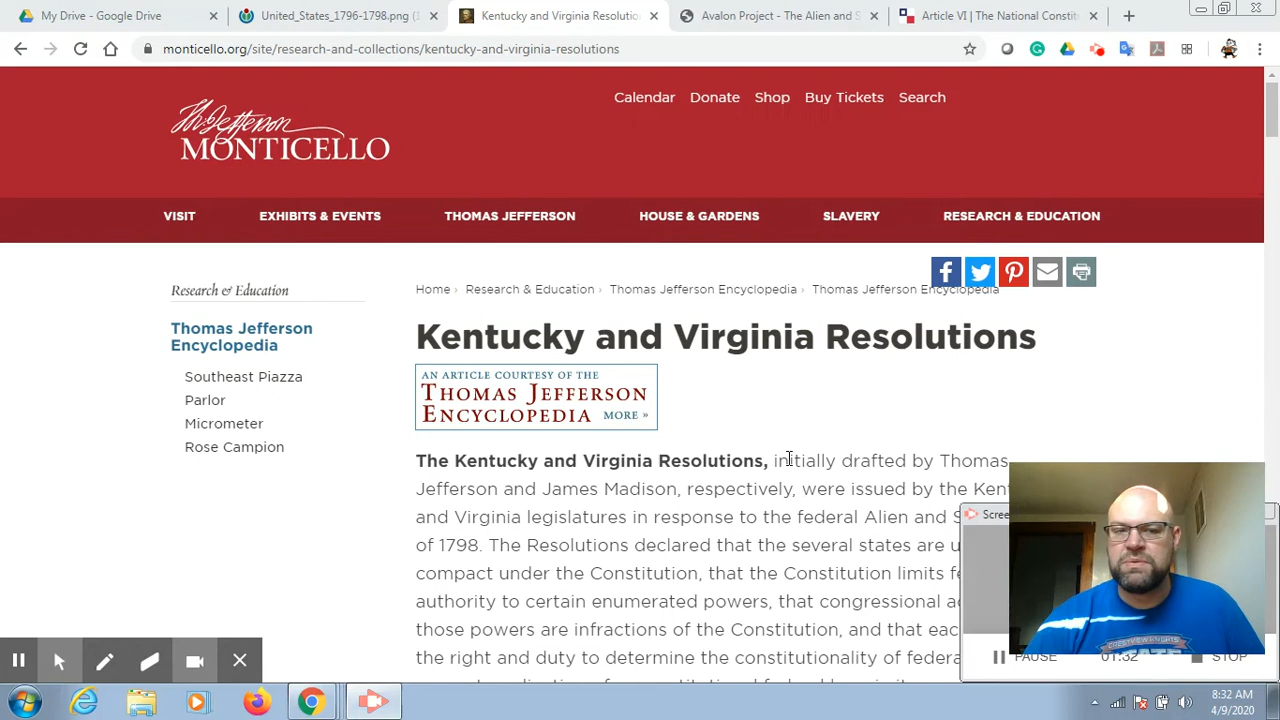 My Drive - Google Drive
United_States_1796-1798.png (1
Kentucky and Virginia Resolution
Avalon Project - The Alien and S
Article VI | The National Constit
monticello.org/site/research-and-collections/kentucky-and-virginia-resolutions
Calendar Donate Shop Buy Tickets Search
Th. Jefferson
MONTICELLO
VISIT EXHIBITS & EVENTS THOMAS JEFFERSON HOUSE & GARDENS SLAVERY RESEARCH & EDUCATION
Research & Education
Thomas Jefferson
Encyclopedia
Southeast Piazza
Parlor
Micrometer
Rose Campion
Home › Research & Education › Thomas Jefferson Encyclopedia › Thomas Jefferson Encyclopedia
Kentucky and Virginia Resolutions
AN ARTICLE COURTESY OF THE
THOMAS JEFFERSON
ENCYCLOPEDIA MORE »
The Kentucky and Virginia Resolutions, initially drafted by Thomas
Jefferson and James Madison, respectively, were issued by the Kent
and Virginia legislatures in response to the federal Alien and S
of 1798. The Resolutions declared that the several states are u
compact under the Constitution, that the Constitution limits fe
authority to certain enumerated powers, that congressional a
those powers are infractions of the Constitution, and that eac
the right and duty to determine the constitutionality of federa
Scree
PAUSE 01:32 STOP
8:32 AM
4/9/2020